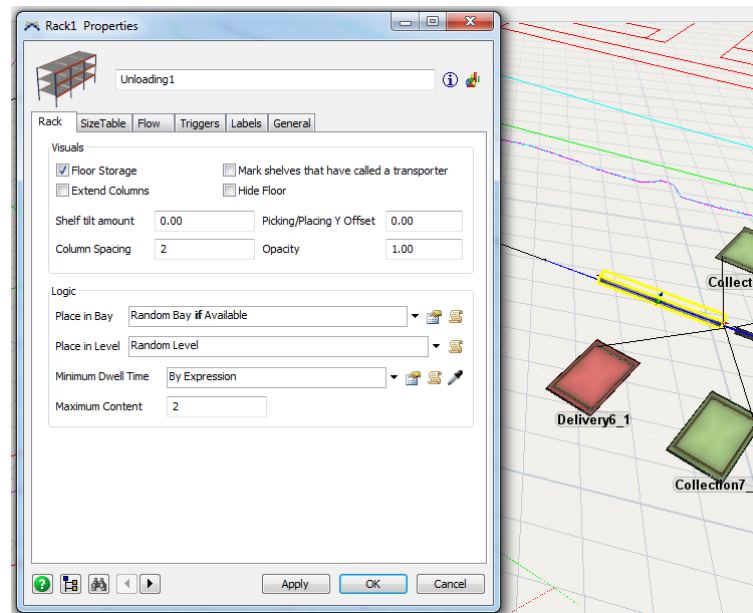 Rack1 Properties
Unloading1
Rack SizeTable Flow Triggers Labels General
Visuals
Floor Storage Mark shelves that have called a transporter
Extend Columns Hide Floor
Shelf tilt amount 0.00 Picking/Placing Y Offset 0.00
Column Spacing 2 Opacity 1.00
Logic
Place in Bay Random Bay if Available
Place in Level Random Level
Minimum Dwell Time By Expression
Maximum Content 2
Apply OK Cancel
Collect
Delivery6_1
Collection7_